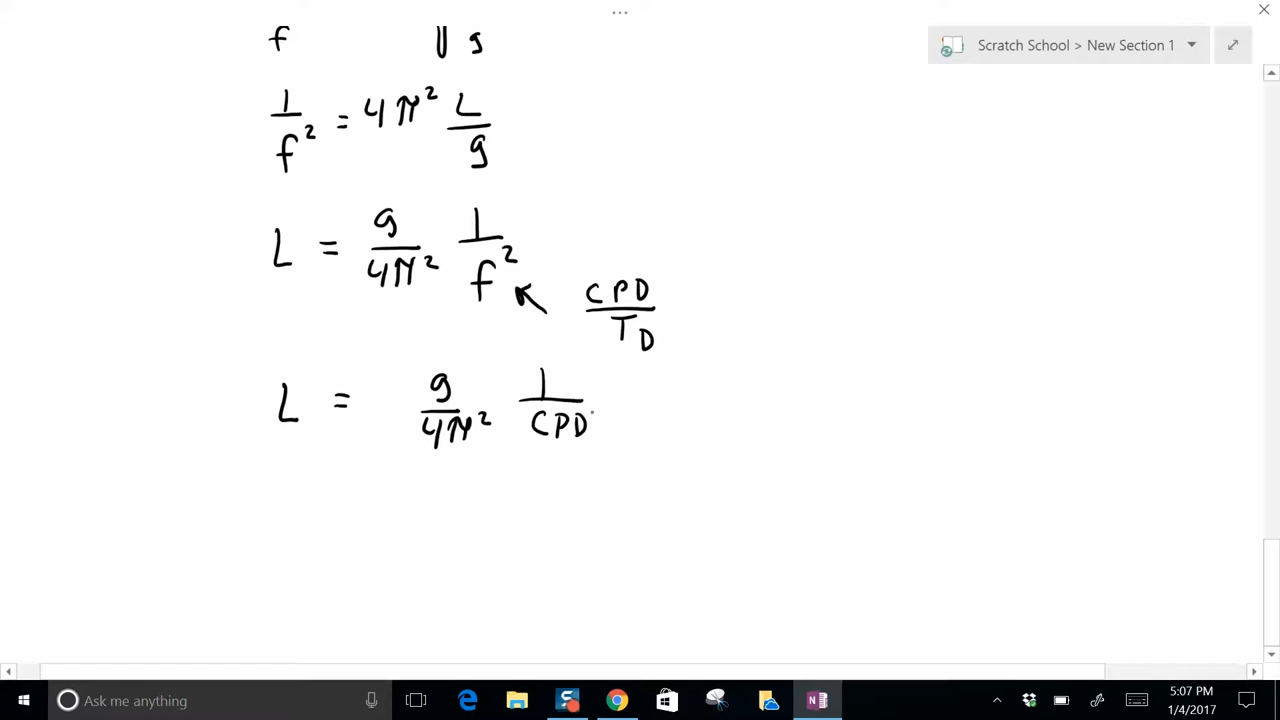 ...
Scratch School > New Section 1
f g
1/f² = 4π² L/g
L = g/4π² 1/f²
CPD/T_D
L = g/4π² 1/CPD
Ask me anything
5:07 PM
1/4/2017